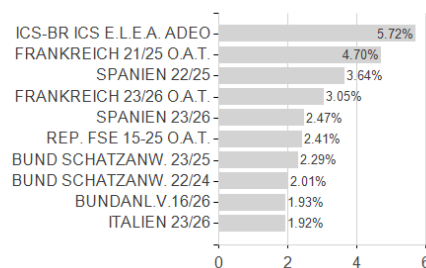 ICS-BR ICS E.L.E.A. ADEO 5.72%
FRANKREICH 21/25 O.A.T. 4.70%
SPANIEN 22/25 3.64%
FRANKREICH 23/26 O.A.T. 3.05%
SPANIEN 23/26 2.47%
REP. FSE 15-25 O.A.T. 2.41%
BUND SCHATZANW. 23/25 2.29%
BUND SCHATZANW. 22/24 2.01%
BUNDANL.V.16/26 1.93%
ITALIEN 23/26 1.92%
0 2 4 6